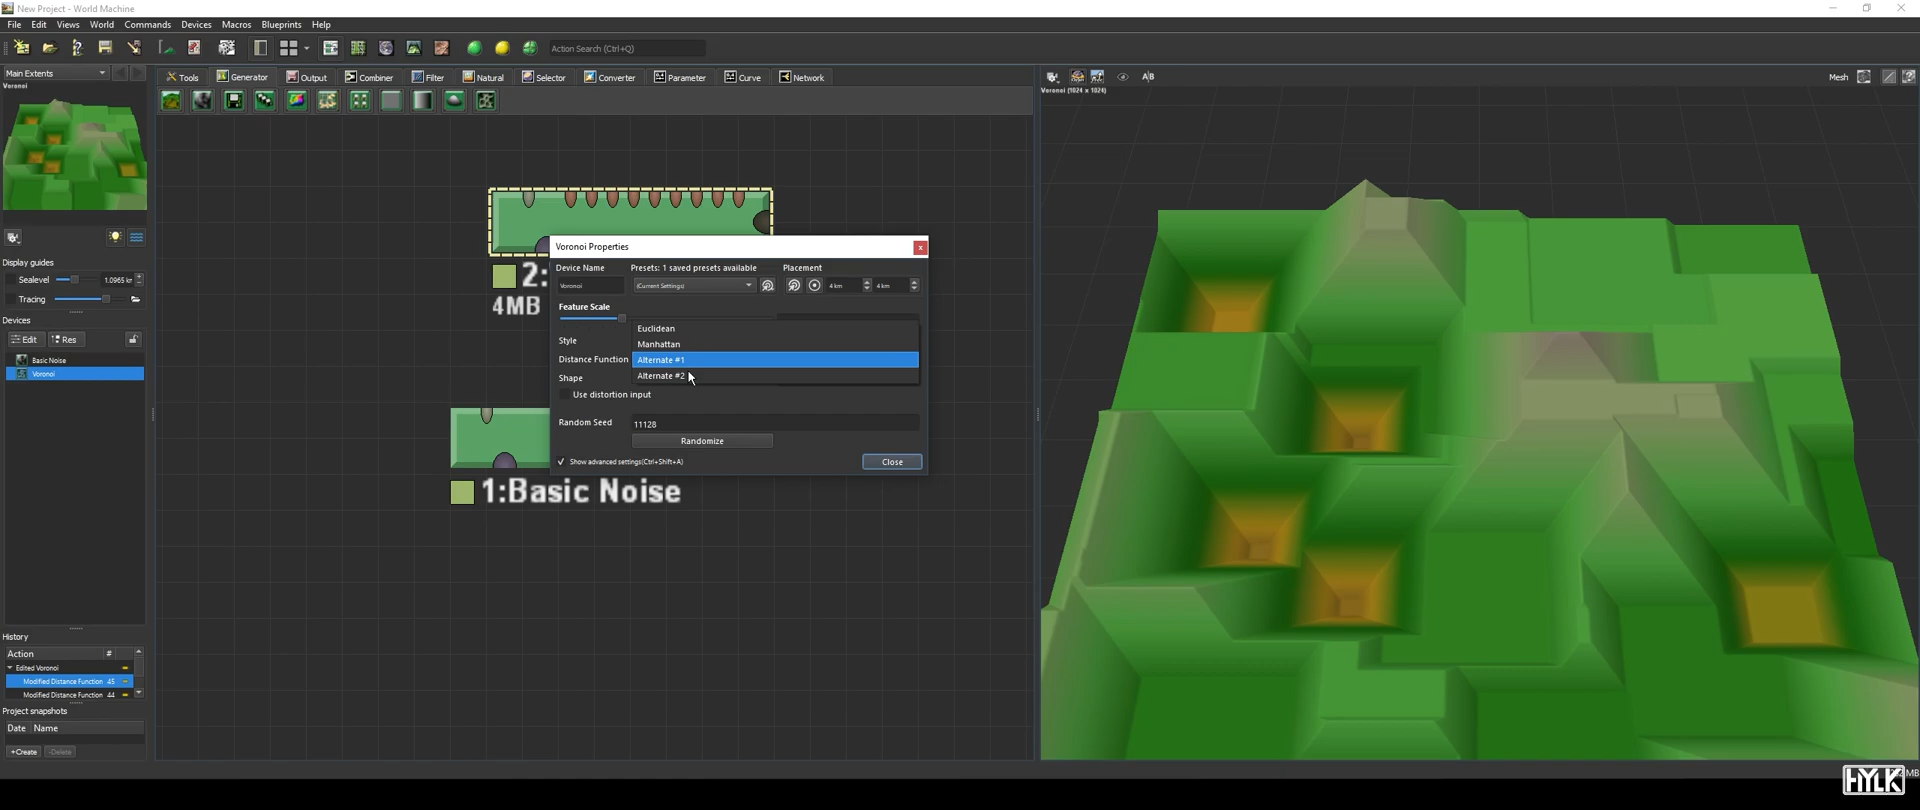 New Project - World Machine
File Edit Views World Commands Devices Macros Blueprints Help
Action Search (Ctrl+Q)
Main Extents
Tools Generator Output Combiner Filter Natural Selector Converter Parameter Curve Network
Mesh
Voronoi
Voronoi (1024 x 1024)
Display guides
Sealevel 1.0965 kr
Tracing
Devices
Edit Res
Basic Noise
Voronoi
2:
4MB
1:Basic Noise
Voronoi Properties
Device Name Presets: 1 saved presets available Placement
Voronoi (Current Settings) 4 km 4 km
Feature Scale
Euclidean
Style
Manhattan
Distance Function Alternate #1
Shape Alternate #2
Use distortion input
Random Seed 11128
Randomize
Show advanced settings(Ctrl+Shift+A)
Close
History
Action #
Edited Voronoi
Modified Distance Function 45
Modified Distance Function 44
Project snapshots
Date Name
+Create -Delete
MB
HYLK